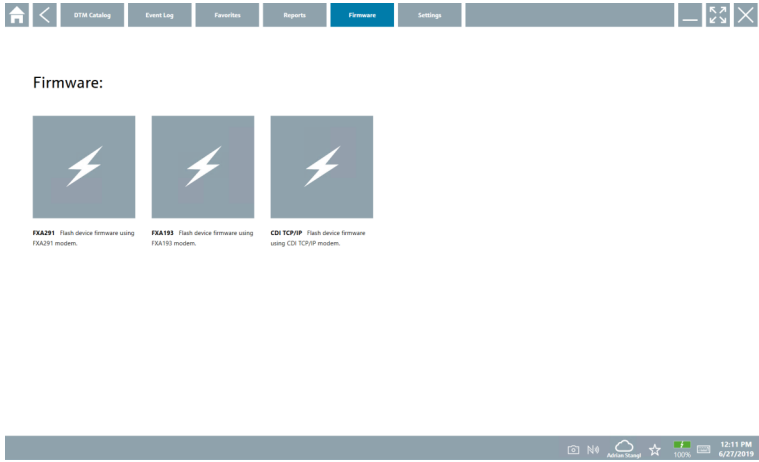 DTM Catalog
Event Log
Favorites
Reports
Firmware
Settings
Firmware:
FXA291 Flash device firmware using
FXA291 modem.
FXA193 Flash device firmware using
FXA193 modem.
CDI TCP/IP Flash device firmware
using CDI TCP/IP modem.
Adrian Stangl
100%
12:11 PM
6/27/2019